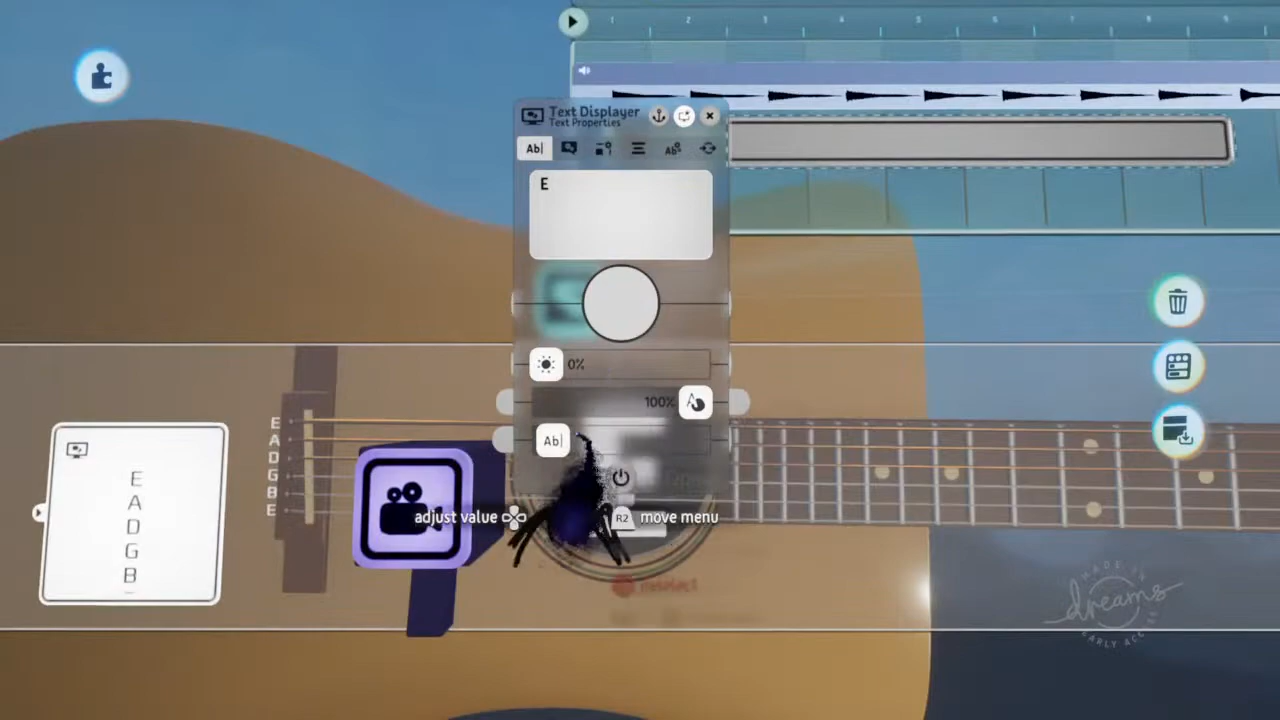 1 2 3 4 5 6 7 8 9
Text Displayer
Text Properties
Ab|
E
0%
100%
Ab|
adjust value
R2 move menu
reselect
E
A
D
G
B
E
E
A
D
G
B
MADE IN
dreams
EARLY ACCESS